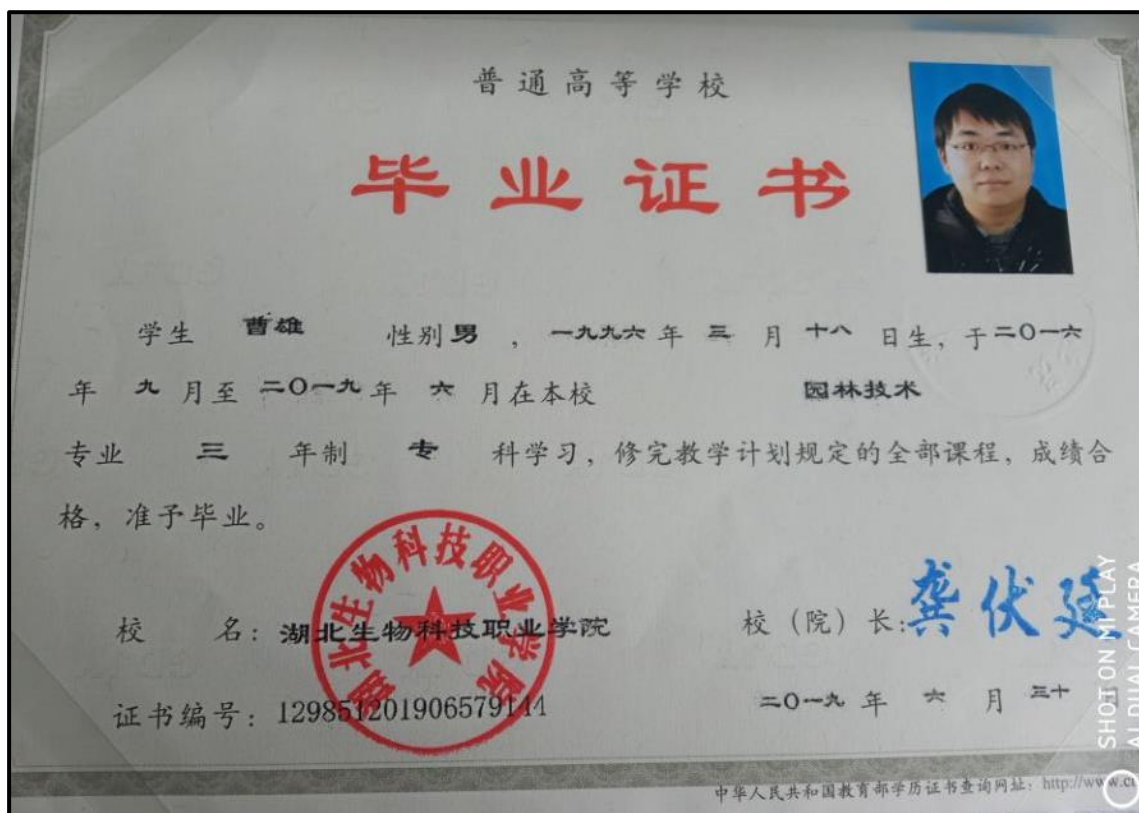 普通高等学校
毕业证书
学生 曹雄 性别 男 , 一九九六 年 三 月 十八 日生, 于 二〇一六
年 九 月至 二〇一九 年 六 月在本校 园林技术
专业 三 年制 专 科学习, 修完教学计划规定的全部课程, 成绩合
格, 准予毕业。
湖北生物科技职业学院
校 名: 湖北生物科技职业学院 校(院)长: 龚伏廷
证书编号: 129851201906579144 二〇一九 年 六 月 三十 日
中华人民共和国教育部学历证书查询网址: http://www.c
SHOT ON MI PLAY
AI DUAL CAMERA